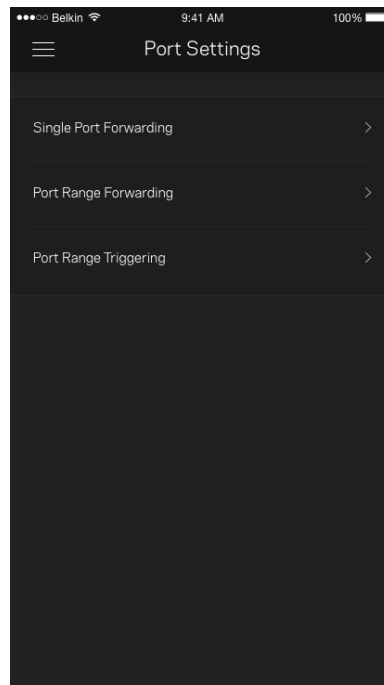 Belkin 9:41 AM 100%
Port Settings
Single Port Forwarding
Port Range Forwarding
Port Range Triggering